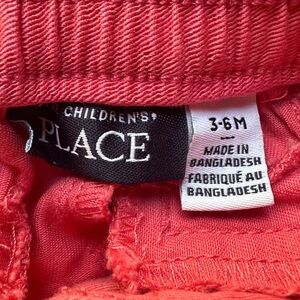 CHILDREN'S
PLACE
3-6M
MADE IN
BANGLADESH
FABRIQUÉ AU
BANGLADESH